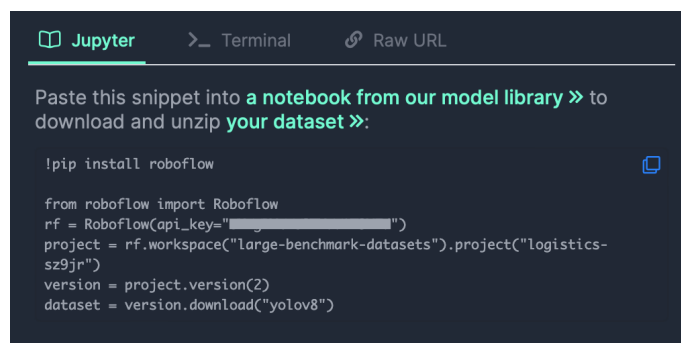 Jupyter >_ Terminal Raw URL
Paste this snippet into a notebook from our model library » to
download and unzip your dataset »:
!pip install roboflow
from roboflow import Roboflow
rf = Roboflow(api_key="")
project = rf.workspace("large-benchmark-datasets").project("logistics-
sz9jr")
version = project.version(2)
dataset = version.download("yolov8")